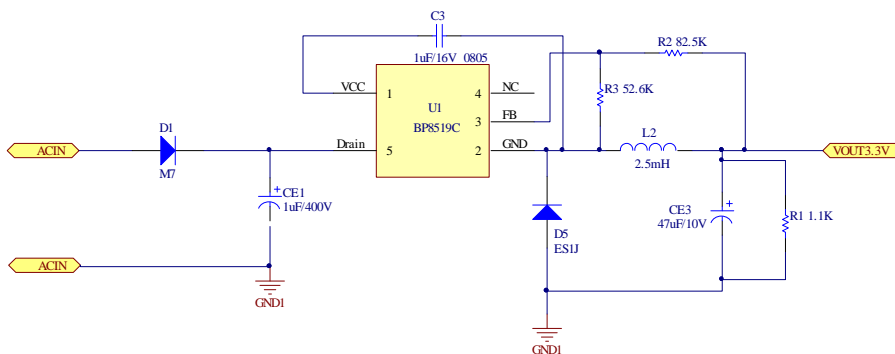 C3
1uF/16V 0805
R2 82.5K
VCC
1
4
NC
R3 52.6K
U1
BP8519C
3
FB
D1
L2
ACIN
Drain
5
2
GND
VOUT3.3V
M7
2.5mH
+
CE1
1uF/400V
+
CE3
47uF/10V
R1 1.1K
D5
ES1J
ACIN
GND1
GND1